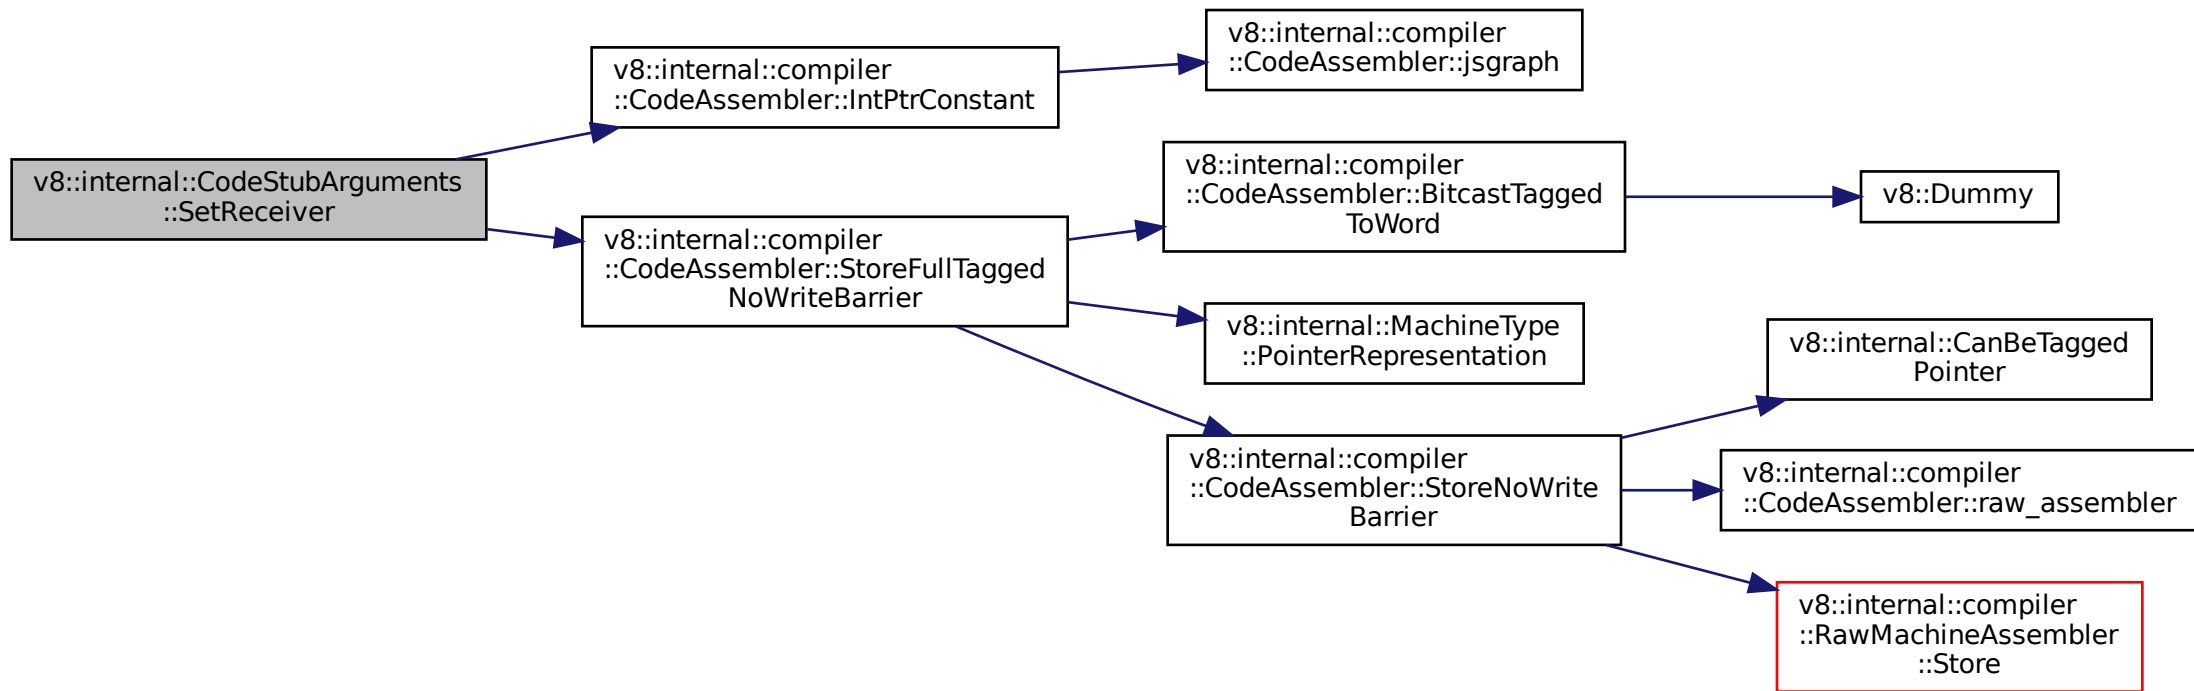 v8::internal::CodeStubArguments
::SetReceiver
v8::internal::compiler
::CodeAssembler::IntPtrConstant
v8::internal::compiler
::CodeAssembler::jsgraph
v8::internal::compiler
::CodeAssembler::StoreFullTagged
NoWriteBarrier
v8::internal::compiler
::CodeAssembler::BitcastTagged
ToWord
v8::Dummy
v8::internal::MachineType
::PointerRepresentation
v8::internal::compiler
::CodeAssembler::StoreNoWrite
Barrier
v8::internal::CanBeTagged
Pointer
v8::internal::compiler
::CodeAssembler::raw_assembler
v8::internal::compiler
::RawMachineAssembler
::Store